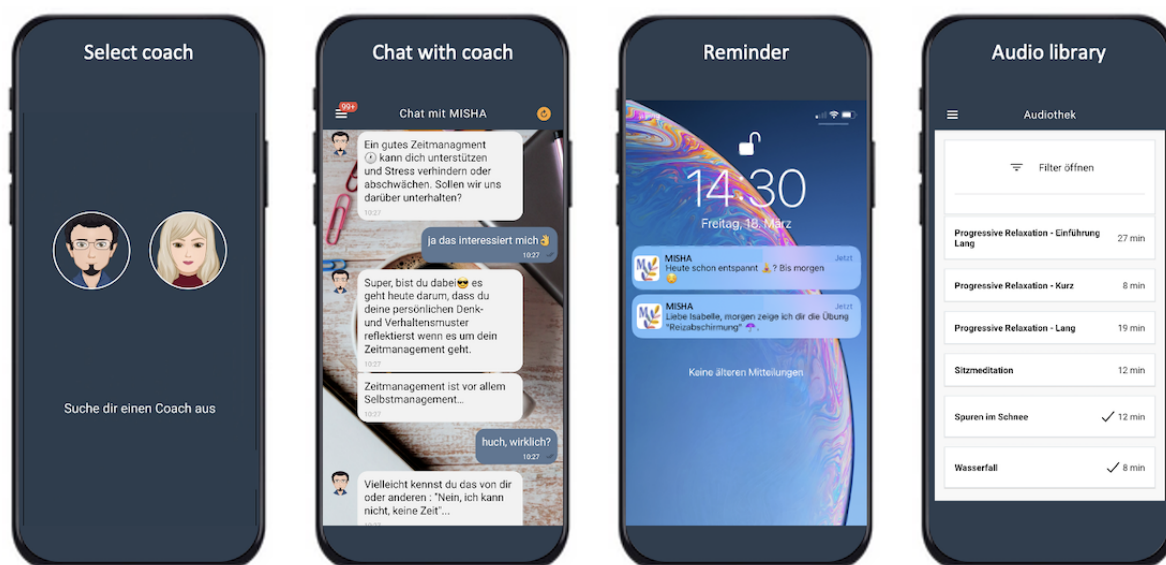 Select coach
Suche dir einen Coach aus
Chat with coach
99+
Chat mit MISHA
Ein gutes Zeitmanagment
🕐 kann dich unterstützen
und Stress verhindern oder
abschwächen. Sollen wir uns
darüber unterhalten?
10:27
ja das interessiert mich👌
10:27
Super, bist du dabei😎 es
geht heute darum, dass du
deine persönlichen Denk-
und Verhaltensmuster
reflektierst wenn es um dein
Zeitmanagement geht.
10:27
Zeitmanagement ist vor allem
Selbstmanagement...
10:27
huch, wirklich?
10:27
Vielleicht kennst du das von dir
oder anderen : "Nein, ich kann
nicht, keine Zeit"...
10:27
Reminder
14:30
Freitag, 18. März
MISHA
Jetzt
Heute schon entspannt 🧘? Bis morgen
😊
MISHA
Jetzt
Liebe Isabelle, morgen zeige ich dir die Übung
"Reizabschirmung" ☂️.
Keine älteren Mitteilungen
Audio library
Audiothek
Filter öffnen
Progressive Relaxation - Einführung
Lang
27 min
Progressive Relaxation - Kurz
8 min
Progressive Relaxation - Lang
19 min
Sitzmeditation
12 min
Spuren im Schnee
✓ 12 min
Wasserfall
✓ 8 min